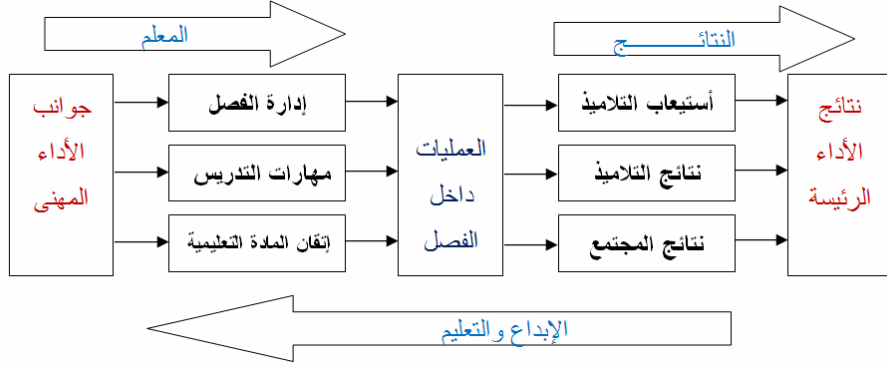 المعلم
النتائـــــــــــج
جوانب
الأداء
المهنى
إدارة الفصل
مهارات التدريس
إتقان المادة التعليمية
العمليات
داخل
الفصل
أستيعاب التلاميذ
نتائج التلاميذ
نتائج المجتمع
نتائج
الأداء
الرئيسة
الإبداع والتعليم